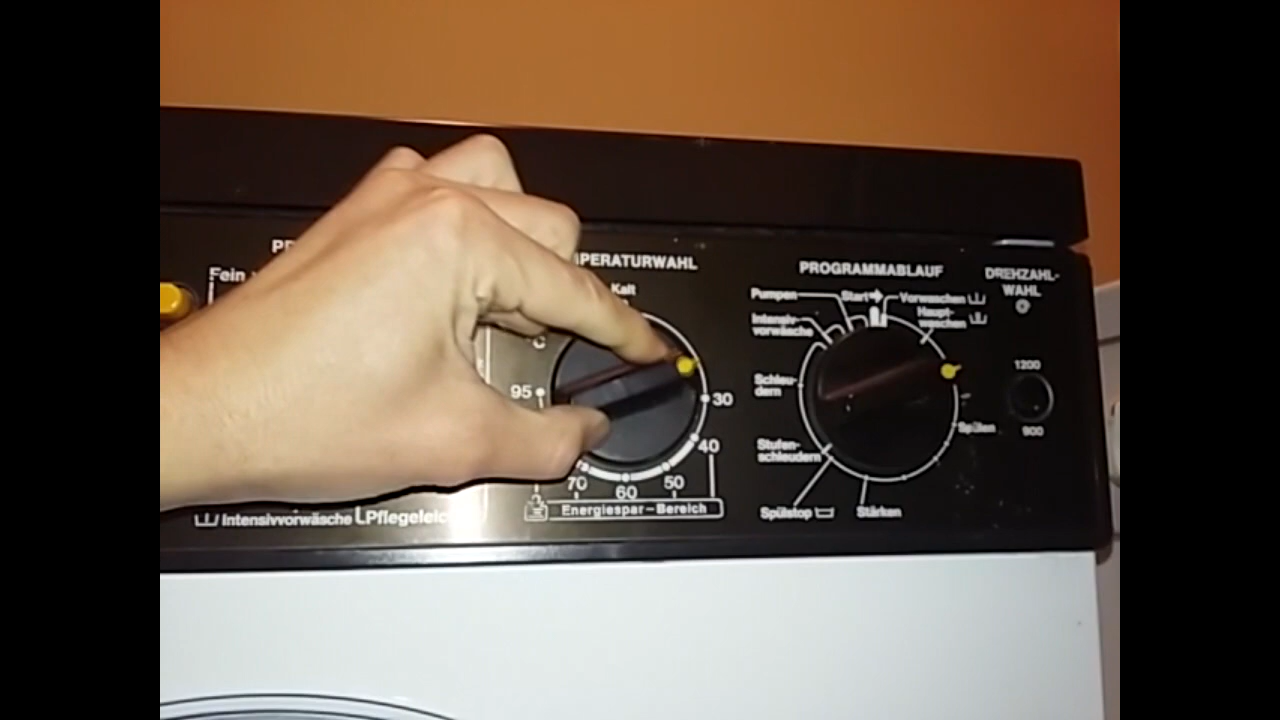 Fein
PERATURWAHL
Kalt
95
30
40
50
60
70
Energiespar-Bereich
Intensivvorwäsche
PROGRAMMABLAUF
Pumpen
Start
Vorwaschen
Haupt-
waschen
Intensiv-
vorwäsche
Schleu-
dern
Spülen
Stufen-
schleudern
Spülstop
Stärken
DREHZAHL-
WAHL
1200
900